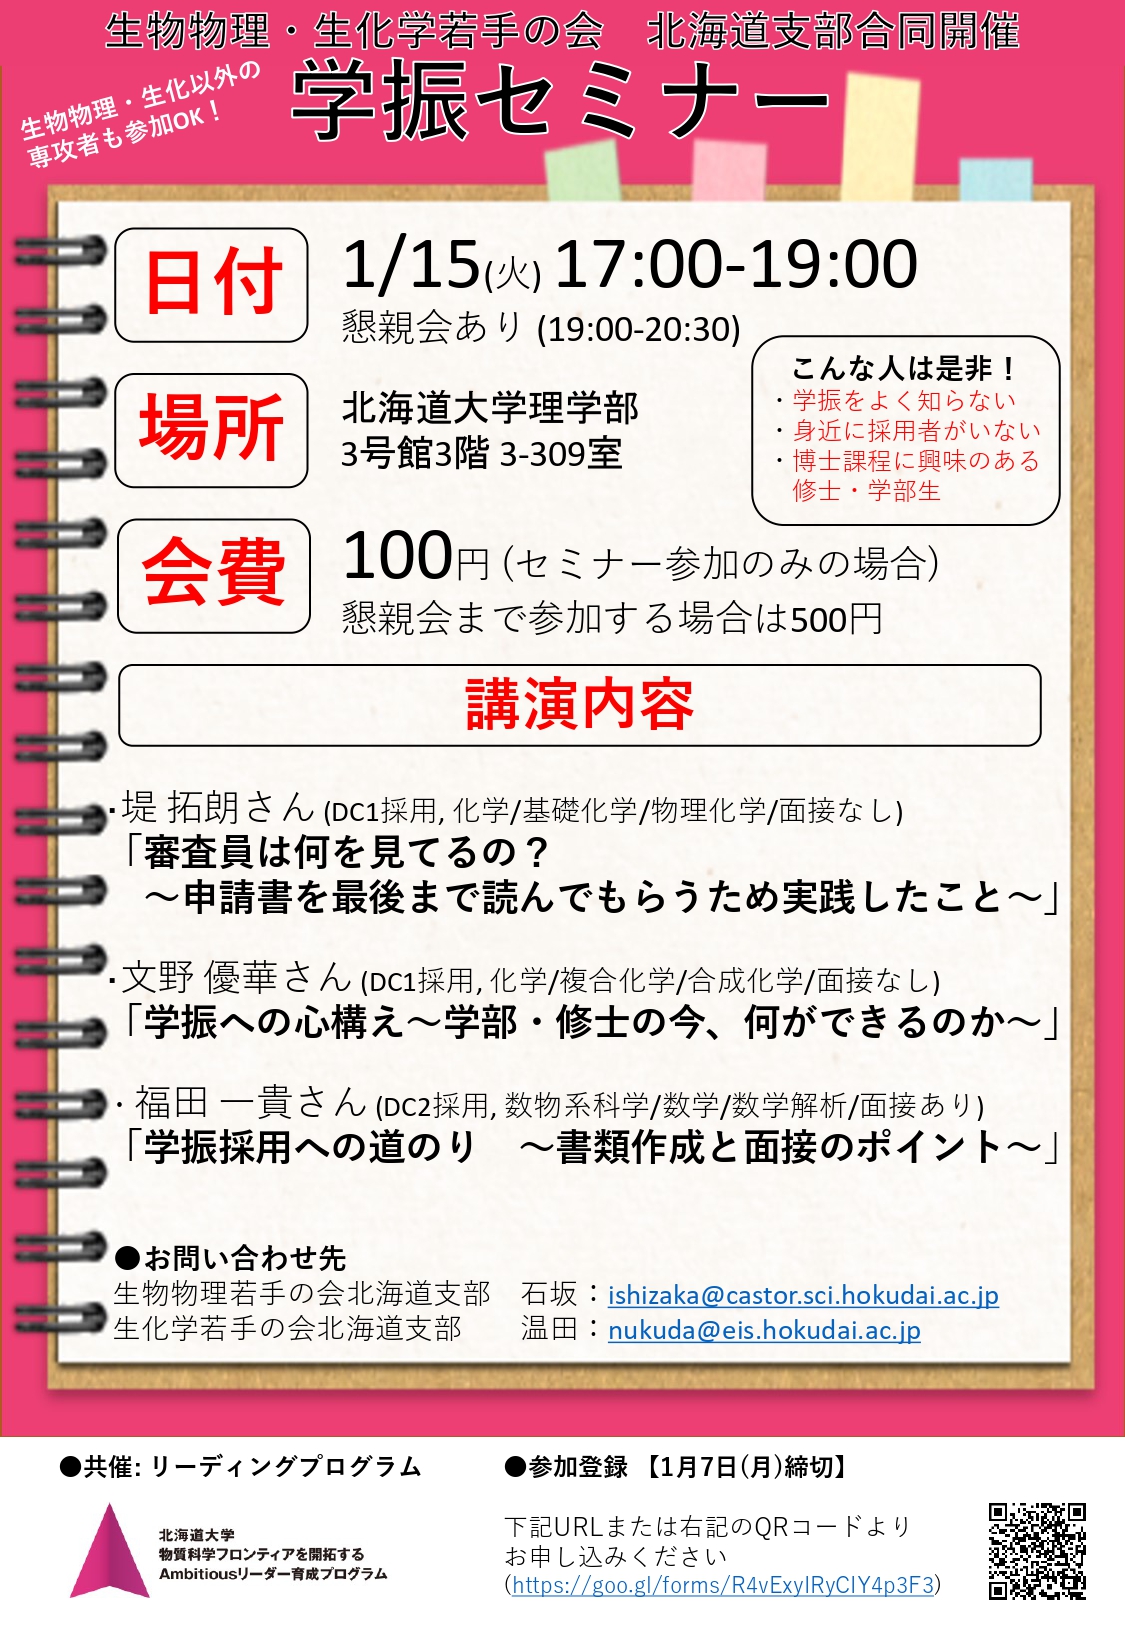 生物物理・生化学若手の会　北海道支部合同開催
学振セミナー
生物物理・生化以外の
専攻者も参加OK！
日付
1/15(火) 17:00-19:00
懇親会あり (19:00-20:30)
場所
北海道大学理学部
3号館3階 3-309室
こんな人は是非！
・学振をよく知らない
・身近に採用者がいない
・博士課程に興味のある
修士・学部生
会費
100円 (セミナー参加のみの場合)
懇親会まで参加する場合は500円
講演内容
・堤 拓朗さん (DC1採用, 化学/基礎化学/物理化学/面接なし)
「審査員は何を見てるの？
～申請書を最後まで読んでもらうため実践したこと～」
・文野 優華さん (DC1採用, 化学/複合化学/合成化学/面接なし)
「学振への心構え～学部・修士の今、何ができるのか～」
・福田 一貴さん (DC2採用, 数物系科学/数学/数学解析/面接あり)
「学振採用への道のり　～書類作成と面接のポイント～」
●お問い合わせ先
生物物理若手の会北海道支部　石坂：ishizaka@castor.sci.hokudai.ac.jp
生化学若手の会北海道支部　　温田：nukuda@eis.hokudai.ac.jp
●共催: リーディングプログラム
北海道大学
物質科学フロンティアを開拓する
Ambitiousリーダー育成プログラム
●参加登録 【1月7日(月)締切】
下記URLまたは右記のQRコードより
お申し込みください
(https://goo.gl/forms/R4vExyIRyCIY4p3F3)